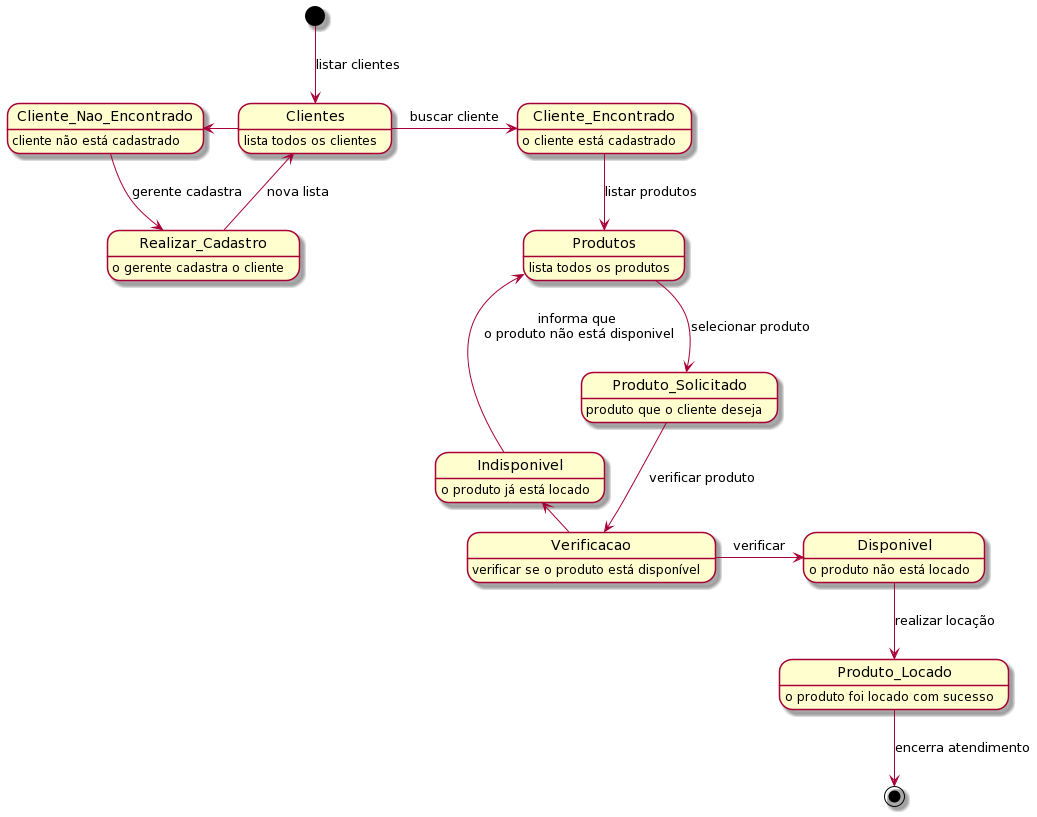 listar clientes
Cliente_Nao_Encontrado
cliente não está cadastrado
Clientes
lista todos os clientes
buscar cliente
Cliente_Encontrado
o cliente está cadastrado
gerente cadastra
nova lista
listar produtos
Realizar_Cadastro
o gerente cadastra o cliente
Produtos
lista todos os produtos
informa que
o produto não está disponivel
selecionar produto
Produto_Solicitado
produto que o cliente deseja
Indisponivel
o produto já está locado
verificar produto
Verificacao
verificar se o produto está disponível
verificar
Disponivel
o produto não está locado
realizar locação
Produto_Locado
o produto foi locado com sucesso
encerra atendimento